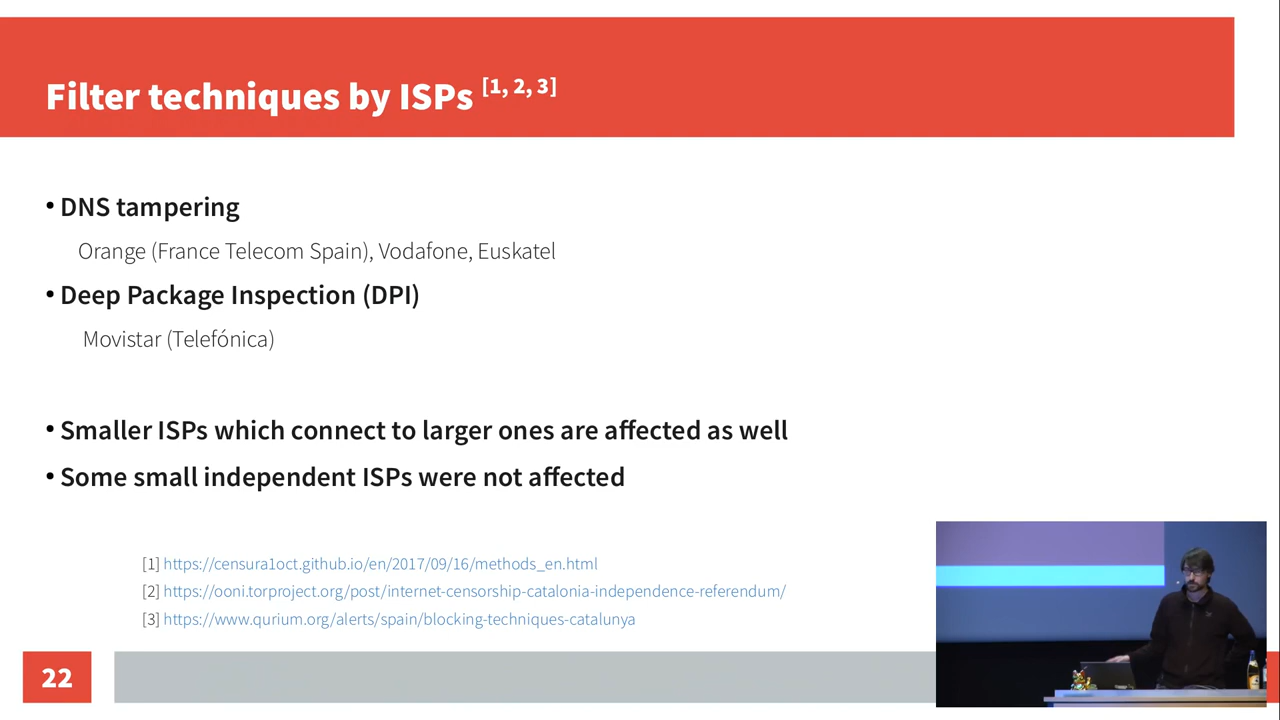 Filter techniques by ISPs [1, 2, 3]
• DNS tampering
Orange (France Telecom Spain), Vodafone, Euskatel
• Deep Package Inspection (DPI)
Movistar (Telefónica)
• Smaller ISPs which connect to larger ones are affected as well
• Some small independent ISPs were not affected
[1] https://censura1oct.github.io/en/2017/09/16/methods_en.html
[2] https://ooni.torproject.org/post/internet-censorship-catalonia-independence-referendum/
[3] https://www.qurium.org/alerts/spain/blocking-techniques-catalunya
22